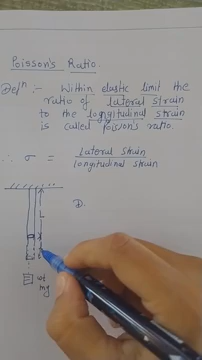 Poisson's Ratio.
Defⁿ :- Within elastic limit the
ratio of lateral strain
to the longitudinal strain
is called poison's ratio.
∴ σ = Lateral Strain / longitudinal strain
L
D.
wt
mg